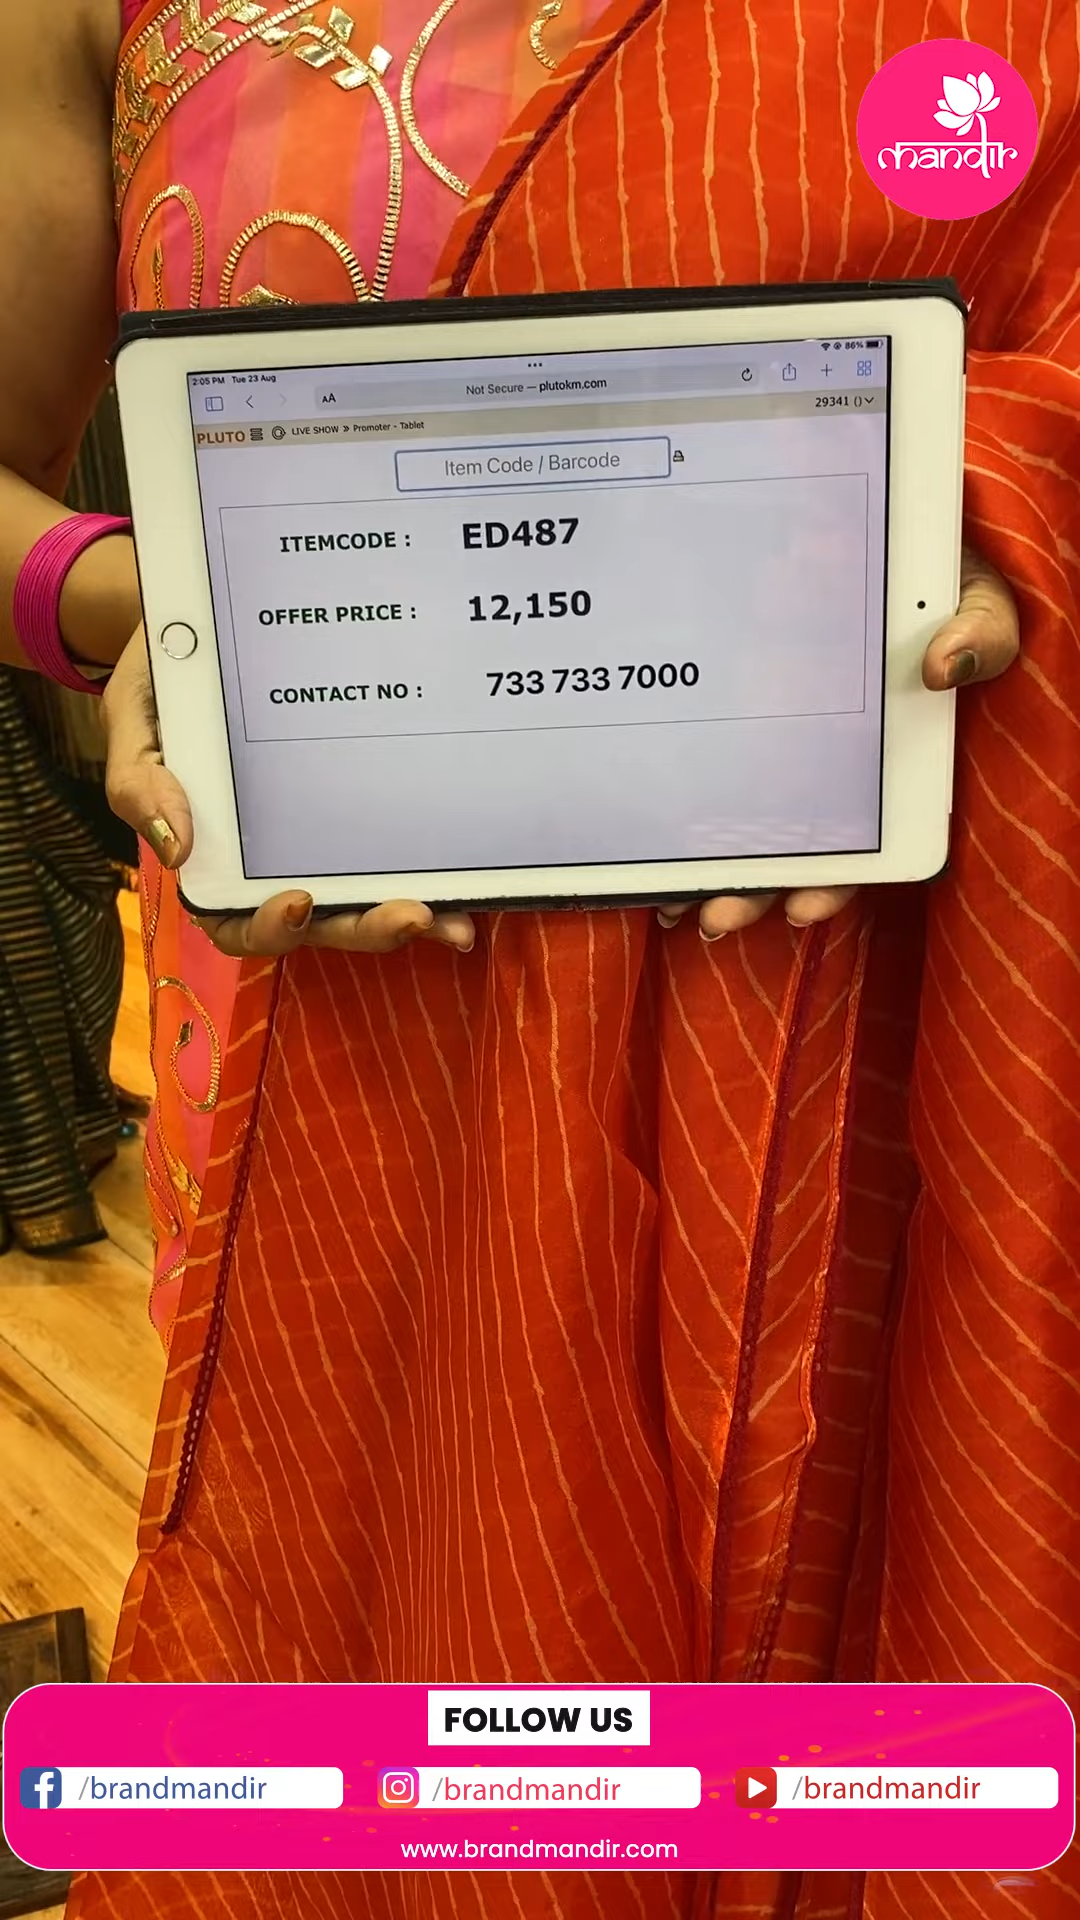 mandir
2:05 PM Tue 23 Aug
86%
AA
Not Secure — plutokm.com
29341 ()
PLUTO LIVE SHOW » Promoter - Tablet
Item Code / Barcode
ITEMCODE : ED487
OFFER PRICE : 12,150
CONTACT NO : 733 733 7000
FOLLOW US
/brandmandir /brandmandir /brandmandir
www.brandmandir.com